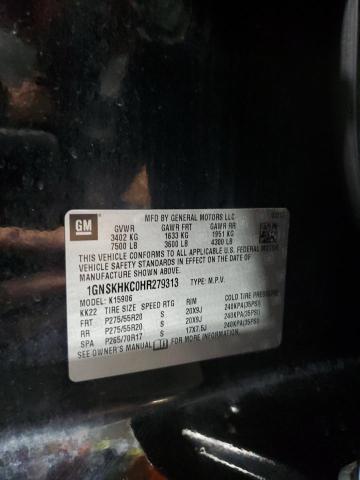 GM
MFD BY GENERAL MOTORS LLC
GVWR GAWR FRT GAWR RR
3402 KG 1633 KG 1951 KG
7500 LB 3600 LB 4300 LB
THIS VEHICLE CONFORMS TO ALL APPLICABLE U.S. FEDERAL MOTOR
VEHICLE SAFETY STANDARDS IN EFFECT ON THE DATE OF
MANUFACTURE SHOWN ABOVE.
1GNSKHKC0HR279313 TYPE: M.P.V.
MODEL: K15906
KK22 TIRE SIZE SPEED RTG RIM COLD TIRE PRESSURE
FRT P275/55R20 S 20X9J 240KPA(35PSI)
RR P275/55R20 S 20X9J 240KPA(35PSI)
SPA P265/70R17 S 17X7.5J 240KPA(35PSI)
SEE OWNER'S MANUAL FOR MORE INFORMATION.